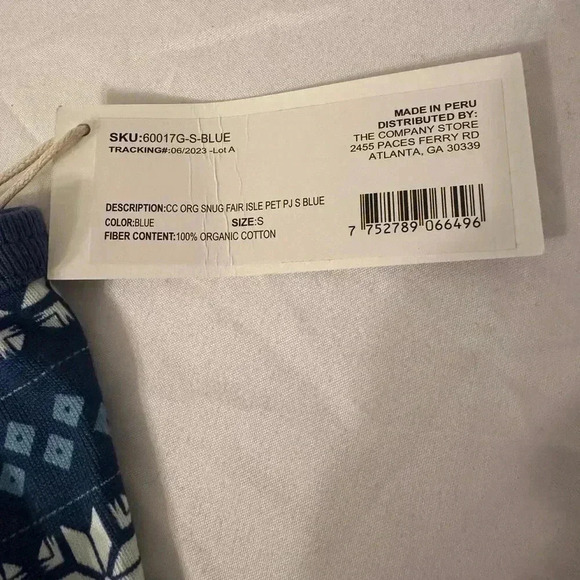 SKU:60017G-S-BLUE
TRACKING#:06/2023 -Lot A
MADE IN PERU
DISTRIBUTED BY:
THE COMPANY STORE
2455 PACES FERRY RD
ATLANTA, GA 30339
DESCRIPTION:CC ORG SNUG FAIR ISLE PET PJ S BLUE
COLOR:BLUE SIZE:S
FIBER CONTENT:100% ORGANIC COTTON
7 752789 066496